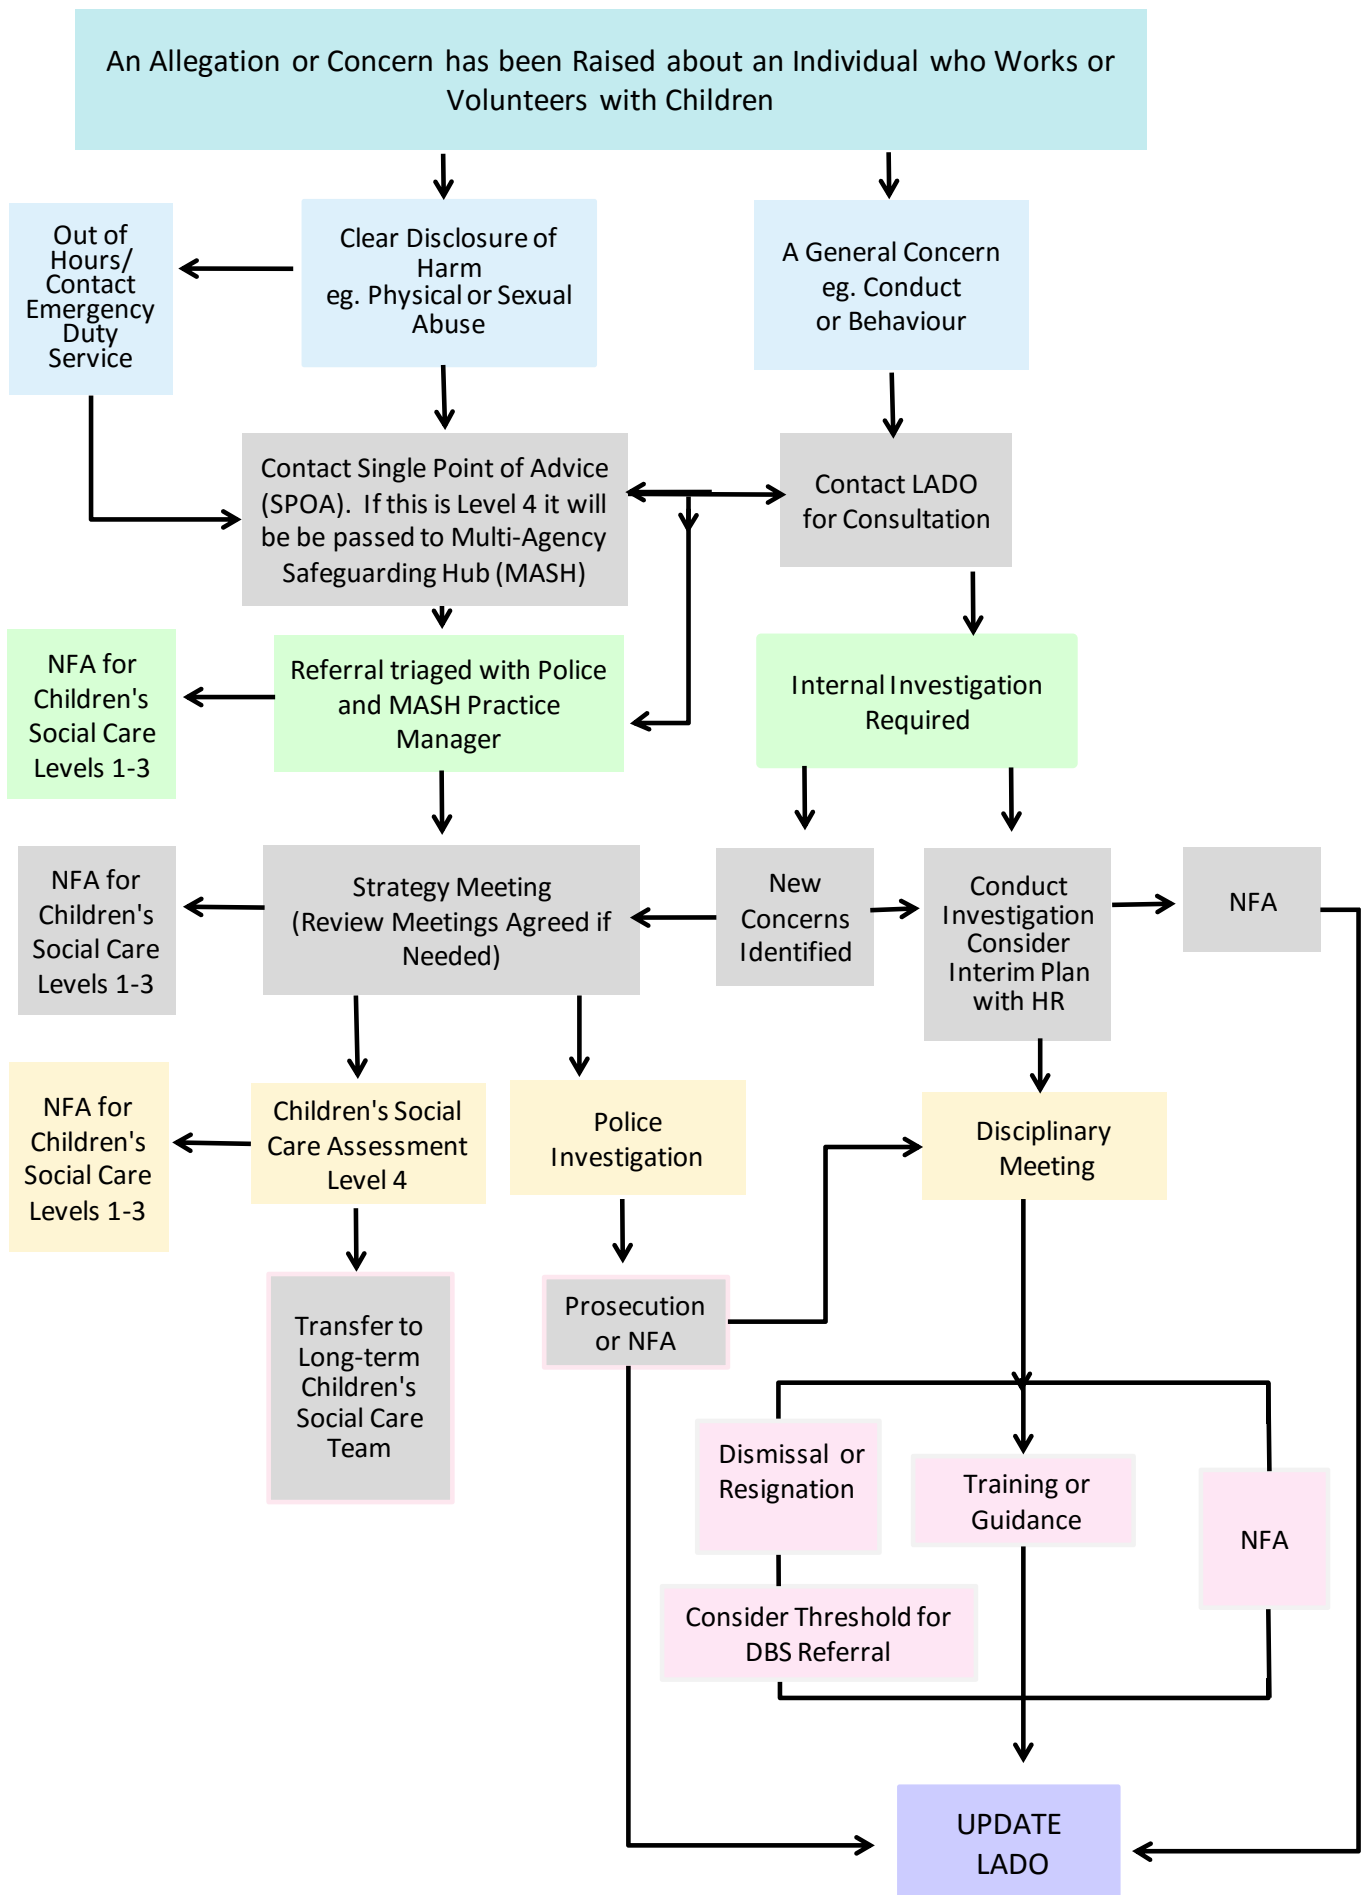 An Allegation or Concern has been Raised about an Individual who Works or
Volunteers with Children
Out of
Hours/
Contact
Emergency
Duty
Service
Clear Disclosure of
Harm
eg. Physical or Sexual
Abuse
A General Concern
eg. Conduct
or Behaviour
Contact Single Point of Advice
(SPOA). If this is Level 4 it will
be be passed to Multi-Agency
Safeguarding Hub (MASH)
Contact LADO
for Consultation
NFA for
Children's
Social Care
Levels 1-3
Referral triaged with Police
and MASH Practice
Manager
Internal Investigation
Required
NFA for
Children's
Social Care
Levels 1-3
Strategy Meeting
(Review Meetings Agreed if
Needed)
New
Concerns
Identified
Conduct
Investigation
Consider
Interim Plan
with HR
NFA
NFA for
Children's
Social Care
Levels 1-3
Children's Social
Care Assessment
Level 4
Police
Investigation
Disciplinary
Meeting
Transfer to
Long-term
Children's
Social Care
Team
Prosecution
or NFA
Dismissal or
Resignation
Training or
Guidance
NFA
Consider Threshold for
DBS Referral
UPDATE
LADO